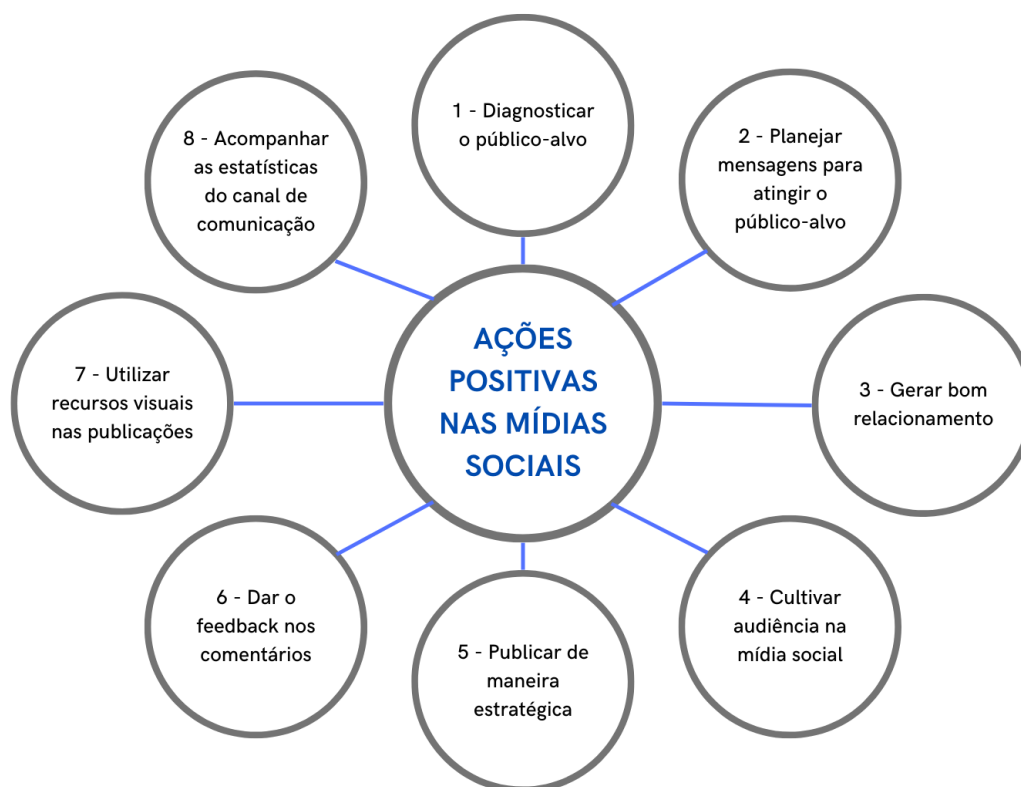 AÇÕES
POSITIVAS
NAS MÍDIAS
SOCIAIS
1 - Diagnosticar
o público-alvo
2 - Planejar
mensagens para
atingir o
público-alvo
3 - Gerar bom
relacionamento
4 - Cultivar
audiência na
mídia social
5 - Publicar de
maneira
estratégica
6 - Dar o
feedback nos
comentários
7 - Utilizar
recursos visuais
nas publicações
8 - Acompanhar
as estatísticas
do canal de
comunicação